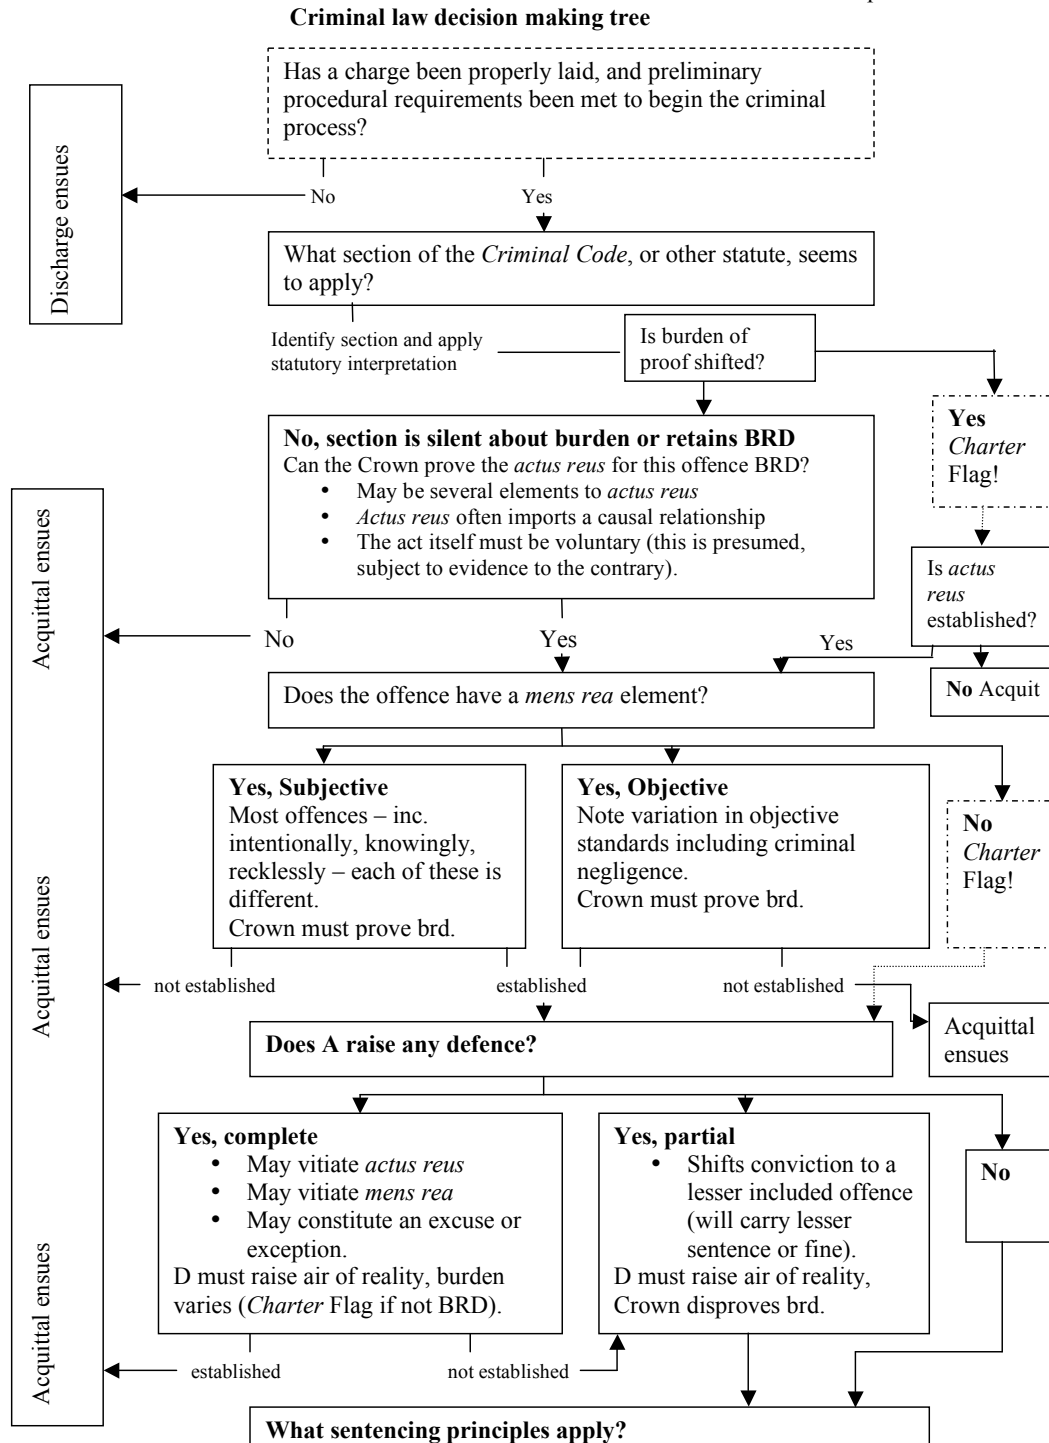 Criminal law decision making tree
Has a charge been properly laid, and preliminary
procedural requirements been met to begin the criminal
process?
Discharge ensues
No
Yes
What section of the Criminal Code, or other statute, seems
to apply?
Identify section and apply
statutory interpretation
Is burden of
proof shifted?
Yes
Charter
Flag!
No, section is silent about burden or retains BRD
Can the Crown prove the actus reus for this offence BRD?
• May be several elements to actus reus
• Actus reus often imports a causal relationship
• The act itself must be voluntary (this is presumed,
subject to evidence to the contrary).
Is actus
reus
established?
Acquittal ensues
No
Yes
Yes
No Acquit
Does the offence have a mens rea element?
Yes, Subjective
Most offences – inc.
intentionally, knowingly,
recklessly – each of these is
different.
Crown must prove brd.
Yes, Objective
Note variation in objective
standards including criminal
negligence.
Crown must prove brd.
No
Charter
Flag!
Acquittal ensues
not established
established
not established
Acquittal
ensues
Does A raise any defence?
Yes, complete
• May vitiate actus reus
• May vitiate mens rea
• May constitute an excuse or
exception.
D must raise air of reality, burden
varies (Charter Flag if not BRD).
Yes, partial
• Shifts conviction to a
lesser included offence
(will carry lesser
sentence or fine).
D must raise air of reality,
Crown disproves brd.
No
Acquittal ensues
established
not established
What sentencing principles apply?